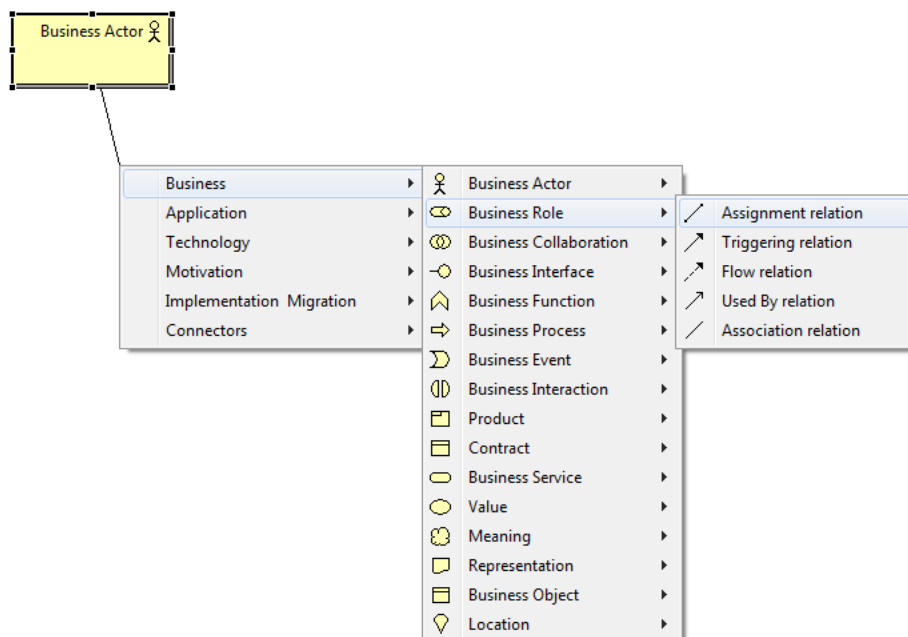 Business Actor
Business
Application
Technology
Motivation
Implementation Migration
Connectors
Business Actor
Business Role
Business Collaboration
Business Interface
Business Function
Business Process
Business Event
Business Interaction
Product
Contract
Business Service
Value
Meaning
Representation
Business Object
Location
Assignment relation
Triggering relation
Flow relation
Used By relation
Association relation